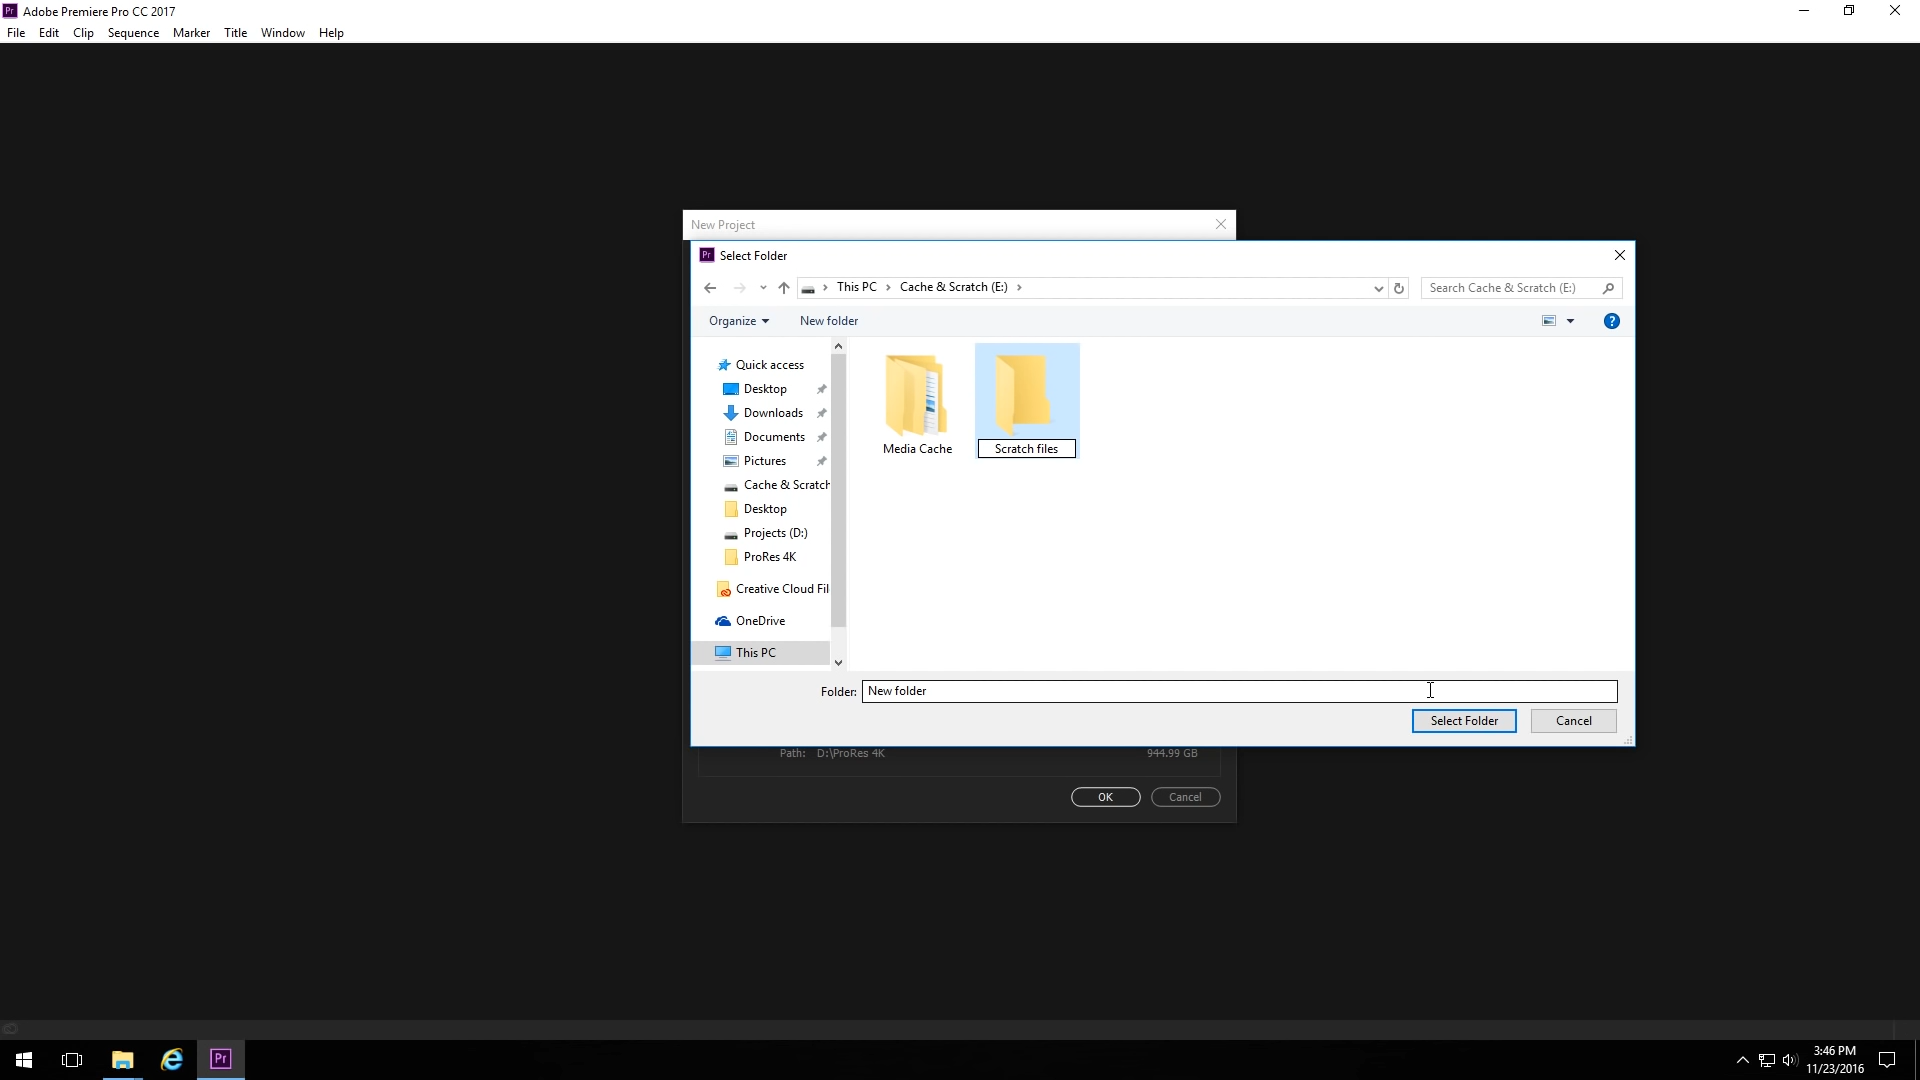 Adobe Premiere Pro CC 2017
File Edit Clip Sequence Marker Title Window Help
New Project
Select Folder
This PC Cache & Scratch (E:)
Search Cache & Scratch (E:)
Organize
New folder
Quick access
Desktop
Downloads
Documents
Pictures
Cache & Scratch
Desktop
Projects (D:)
ProRes 4K
Creative Cloud Fil
OneDrive
This PC
Media Cache
Scratch files
Folder: New folder
Select Folder
Cancel
Path: D:\ProRes 4K
944.99 GB
OK
Cancel
3:46 PM
11/23/2016